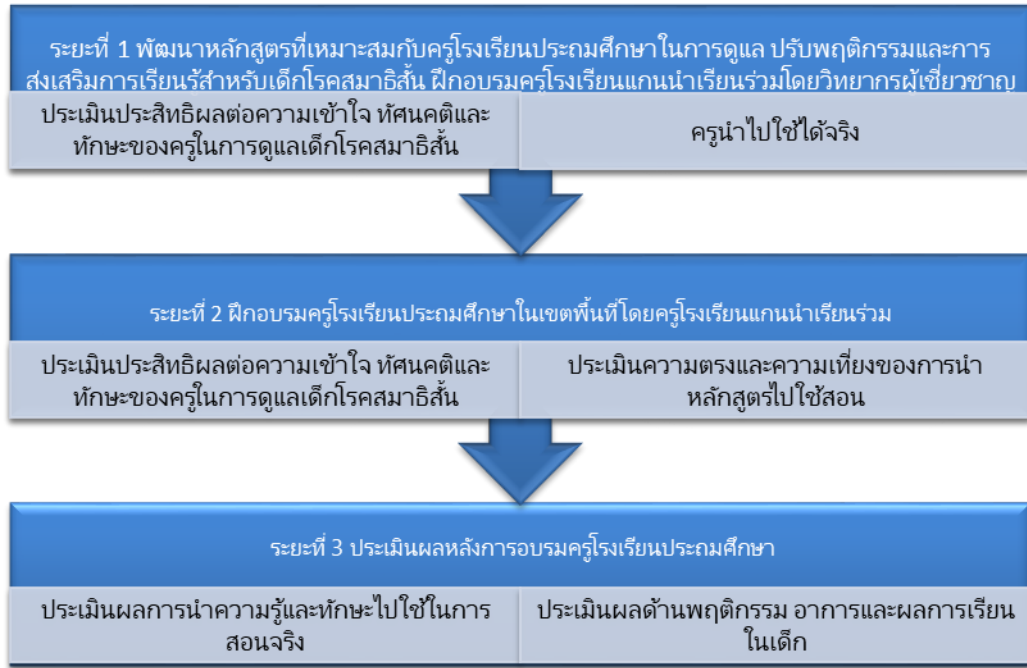 ระยะที่ 1 พัฒนาหลักสูตรที่เหมาะสมกับครูโรงเรียนประถมศึกษาในการดูแล ปรับพฤติกรรมและการ
ส่งเสริมการเรียนรู้สำหรับเด็กโรคสมาธิสั้น ฝึกอบรมครูโรงเรียนแกนนำเรียนร่วมโดยวิทยากรผู้เชี่ยวชาญ
ประเมินประสิทธิผลต่อความเข้าใจ ทัศนคติและ
ทักษะของครูในการดูแลเด็กโรคสมาธิสั้น
ครูนำไปใช้ได้จริง
ระยะที่ 2 ฝึกอบรมครูโรงเรียนประถมศึกษาในเขตพื้นที่โดยครูโรงเรียนแกนนำเรียนร่วม
ประเมินประสิทธิผลต่อความเข้าใจ ทัศนคติและ
ทักษะของครูในการดูแลเด็กโรคสมาธิสั้น
ประเมินความตรงและความเที่ยงของการนำ
หลักสูตรไปใช้สอน
ระยะที่ 3 ประเมินผลหลังการอบรมครูโรงเรียนประถมศึกษา
ประเมินผลการนำความรู้และทักษะไปใช้ในการ
สอนจริง
ประเมินผลด้านพฤติกรรม อาการและผลการเรียน
ในเด็ก